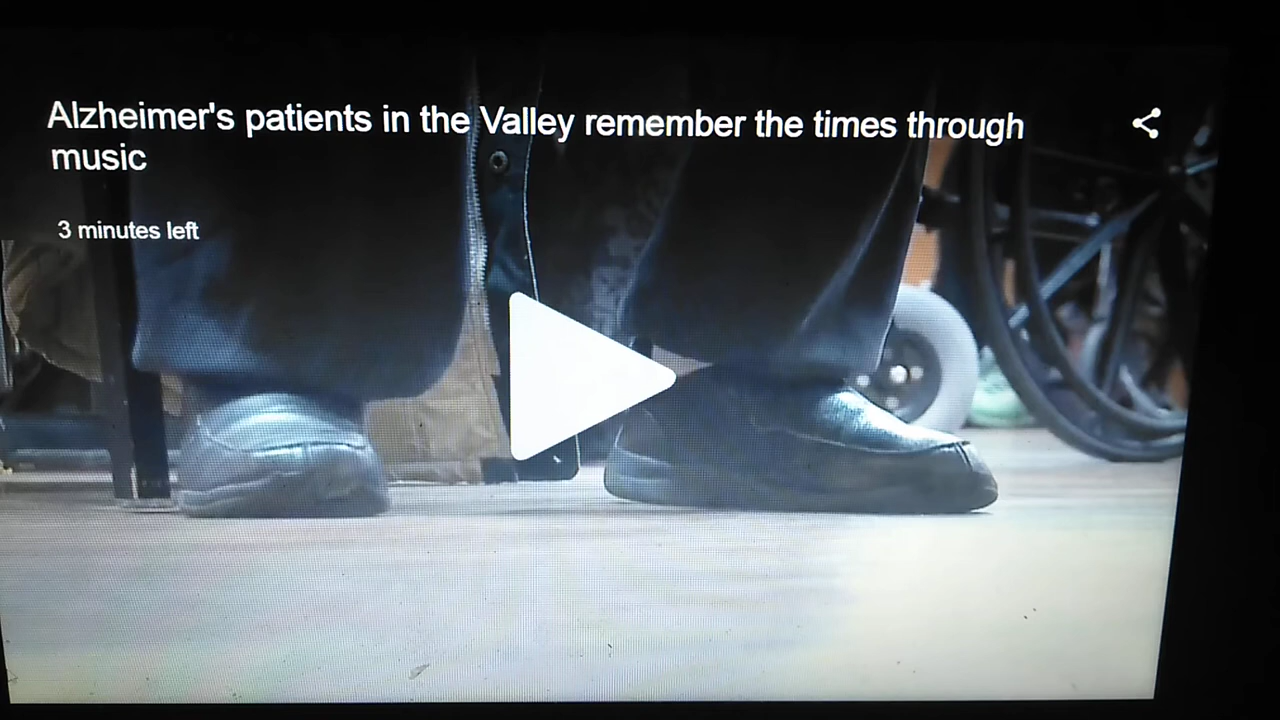 Alzheimer's patients in the Valley remember the times through
music
3 minutes left